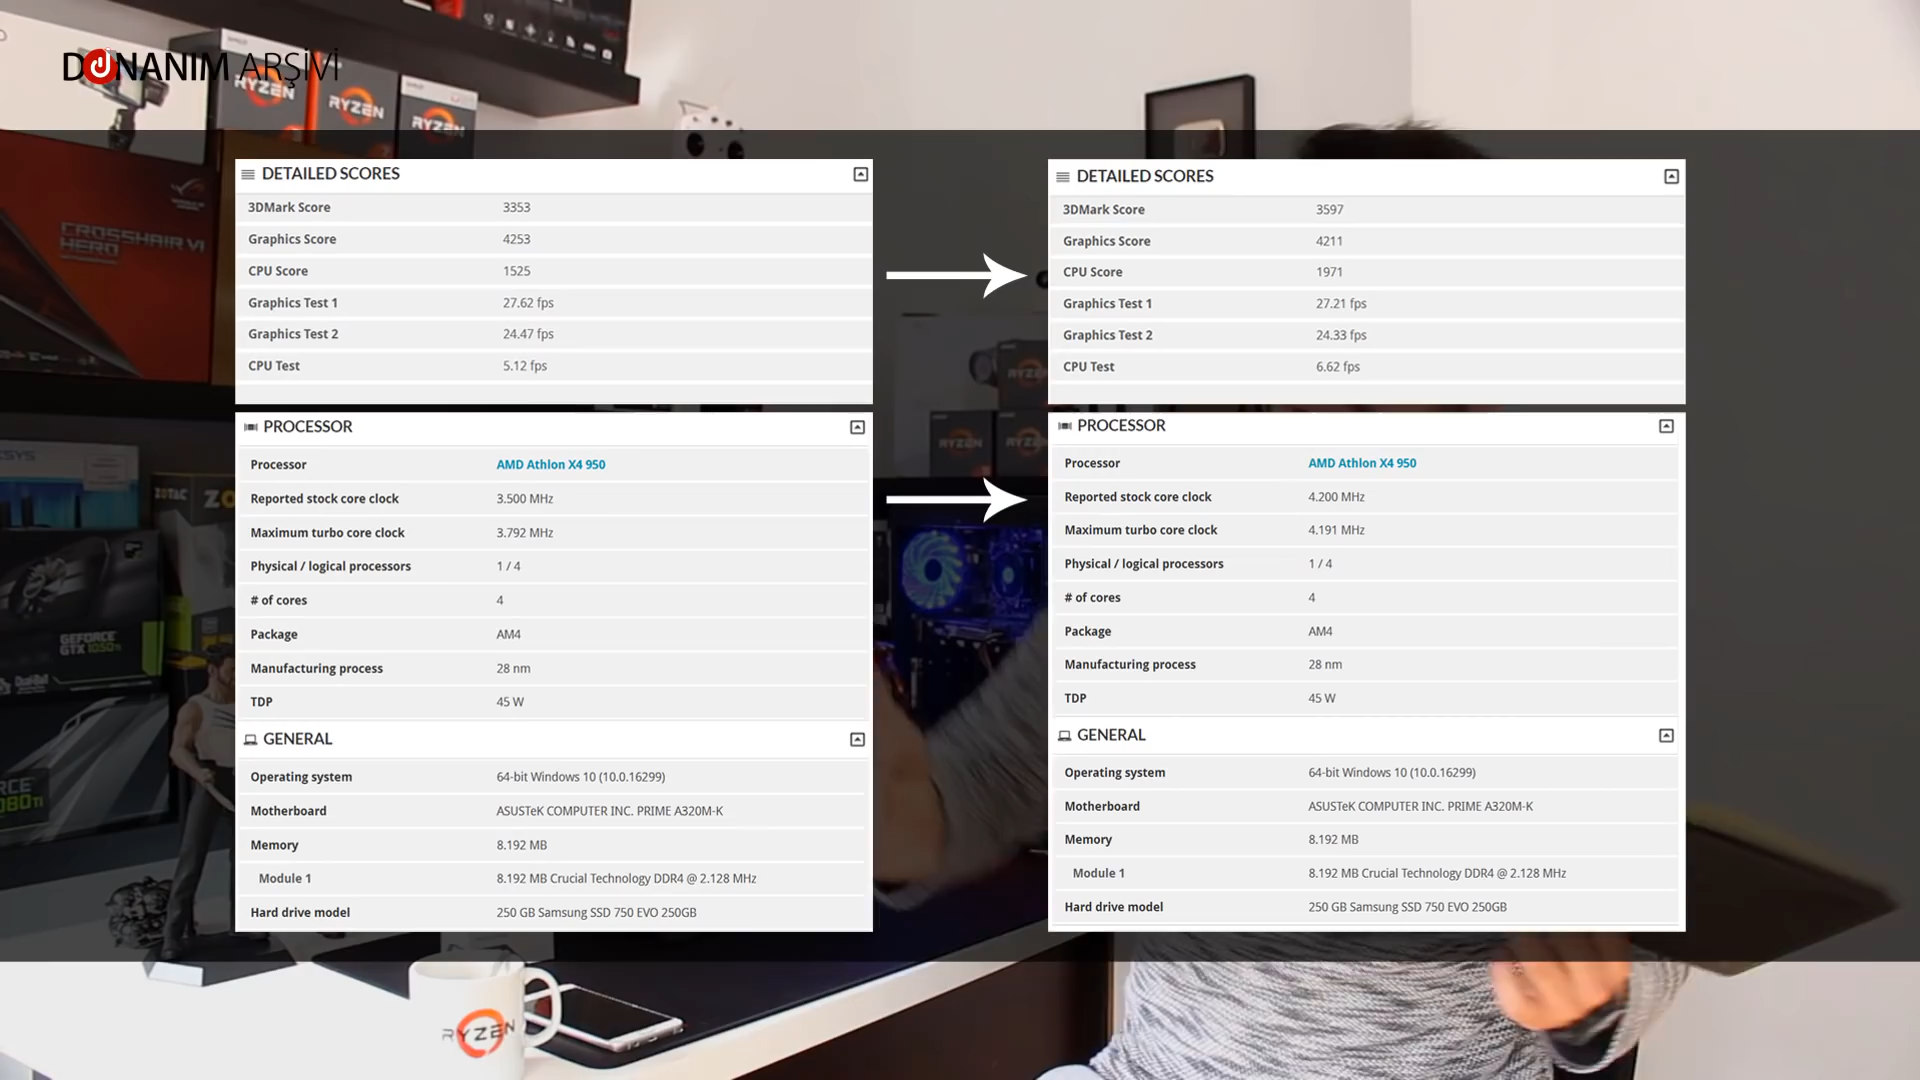 DONANIM ARŞİVİ
RYZEN
RYZEN
RYZEN
CROSSHAIR VI
HERO
DETAILED SCORES
3DMark Score 3353
Graphics Score 4253
CPU Score 1525
Graphics Test 1 27.62 fps
Graphics Test 2 24.47 fps
CPU Test 5.12 fps
PROCESSOR
Processor AMD Athlon X4 950
Reported stock core clock 3.500 MHz
Maximum turbo core clock 3.792 MHz
Physical / logical processors 1 / 4
# of cores 4
Package AM4
Manufacturing process 28 nm
TDP 45 W
GENERAL
Operating system 64-bit Windows 10 (10.0.16299)
Motherboard ASUSTeK COMPUTER INC. PRIME A320M-K
Memory 8.192 MB
Module 1 8.192 MB Crucial Technology DDR4 @ 2.128 MHz
Hard drive model 250 GB Samsung SSD 750 EVO 250GB
DETAILED SCORES
3DMark Score 3597
Graphics Score 4211
CPU Score 1971
Graphics Test 1 27.21 fps
Graphics Test 2 24.33 fps
CPU Test 6.62 fps
PROCESSOR
Processor AMD Athlon X4 950
Reported stock core clock 4.200 MHz
Maximum turbo core clock 4.191 MHz
Physical / logical processors 1 / 4
# of cores 4
Package AM4
Manufacturing process 28 nm
TDP 45 W
GENERAL
Operating system 64-bit Windows 10 (10.0.16299)
Motherboard ASUSTeK COMPUTER INC. PRIME A320M-K
Memory 8.192 MB
Module 1 8.192 MB Crucial Technology DDR4 @ 2.128 MHz
Hard drive model 250 GB Samsung SSD 750 EVO 250GB
RYZEN
RYZEN
RYZEN
ZOTAC
ZO
GEFORCE
GTX 1050 Ti
RYZEN